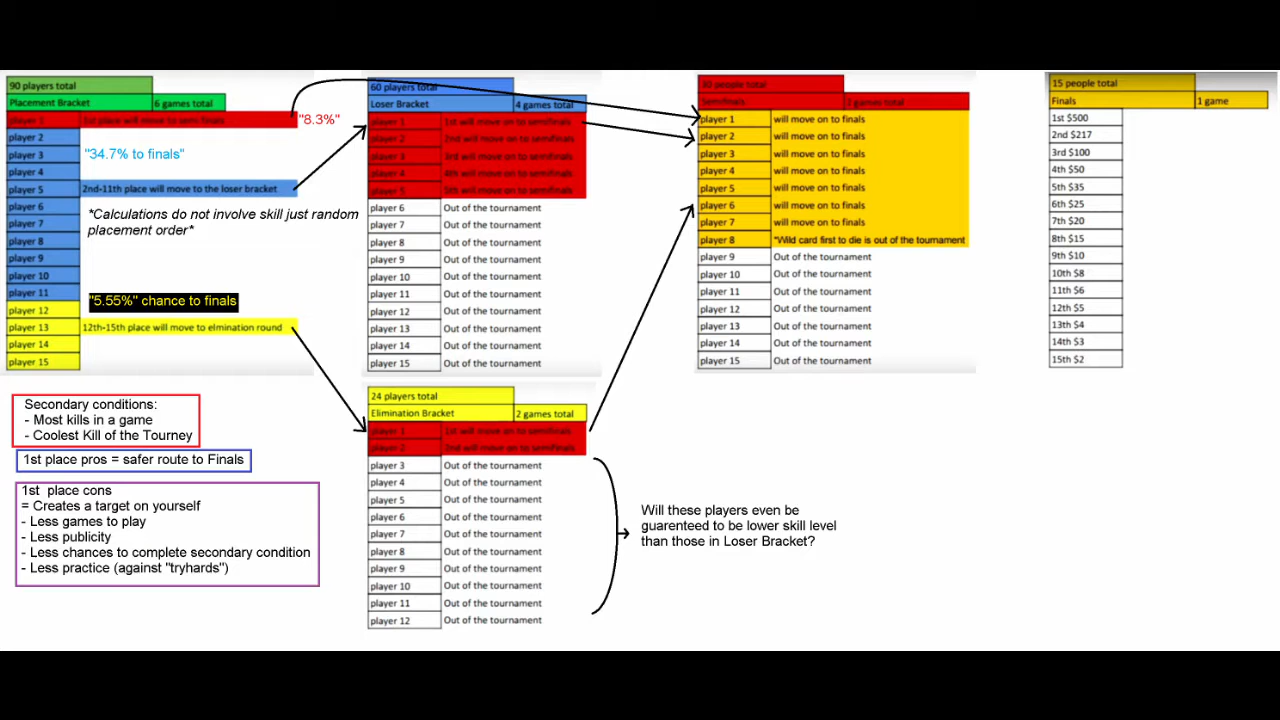 90 players total
Placement Bracket 6 games total
player 1 1st place will move to semi finals "8.3%"
player 2
player 3 "34.7% to finals"
player 4
player 5 2nd-11th place will move to the loser bracket
player 6 *Calculations do not involve skill just random
player 7 placement order*
player 8
player 9
player 10
player 11 "5.55%" chance to finals
player 12
player 13 12th-15th place will move to elmination round
player 14
player 15
Secondary conditions:
- Most kills in a game
- Coolest Kill of the Tourney
1st place pros = safer route to Finals
1st place cons
= Creates a target on yourself
- Less games to play
- Less publicity
- Less chances to complete secondary condition
- Less practice (against "tryhards")
60 players total
Loser Bracket 4 games total
player 1 1st will move on to semifinals
player 2 2nd will move on to semifinals
player 3 3rd will move on to semifinals
player 4 4th will move on to semifinals
player 5 5th will move on to semifinals
player 6 Out of the tournament
player 7 Out of the tournament
player 8 Out of the tournament
player 9 Out of the tournament
player 10 Out of the tournament
player 11 Out of the tournament
player 12 Out of the tournament
player 13 Out of the tournament
player 14 Out of the tournament
player 15 Out of the tournament
24 players total
Elimination Bracket 2 games total
player 1 1st will move on to semifinals
player 2 2nd will move on to semifinals
player 3 Out of the tournament
player 4 Out of the tournament
player 5 Out of the tournament
player 6 Out of the tournament
player 7 Out of the tournament
player 8 Out of the tournament
player 9 Out of the tournament
player 10 Out of the tournament
player 11 Out of the tournament
player 12 Out of the tournament
Will these players even be
guarenteed to be lower skill level
than those in Loser Bracket?
30 people total
Semifinals 2 games total
player 1 will move on to finals
player 2 will move on to finals
player 3 will move on to finals
player 4 will move on to finals
player 5 will move on to finals
player 6 will move on to finals
player 7 will move on to finals
player 8 *Wild card first to die is out of the tournament
player 9 Out of the tournament
player 10 Out of the tournament
player 11 Out of the tournament
player 12 Out of the tournament
player 13 Out of the tournament
player 14 Out of the tournament
player 15 Out of the tournament
15 people total
Finals 1 game
1st $500
2nd $217
3rd $100
4th $50
5th $35
6th $25
7th $20
8th $15
9th $10
10th $8
11th $6
12th $5
13th $4
14th $3
15th $2